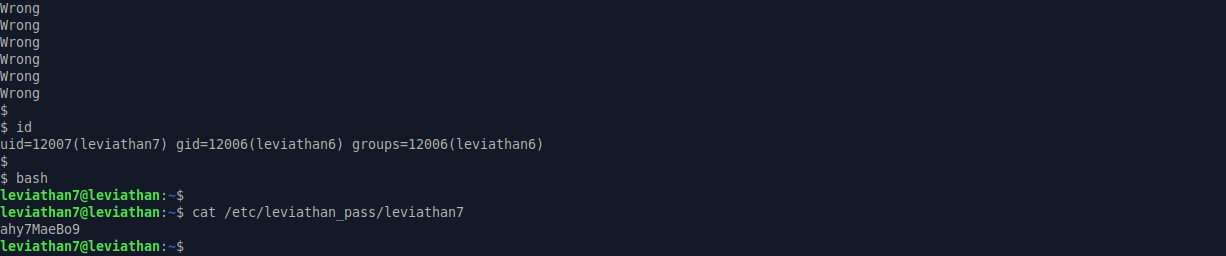 Wrong
Wrong
Wrong
Wrong
Wrong
Wrong
$
$ id
uid=12007(leviathan7) gid=12006(leviathan6) groups=12006(leviathan6)
$
$ bash
leviathan7@leviathan:~$
leviathan7@leviathan:~$ cat /etc/leviathan_pass/leviathan7
ahy7MaeBo9
leviathan7@leviathan:~$